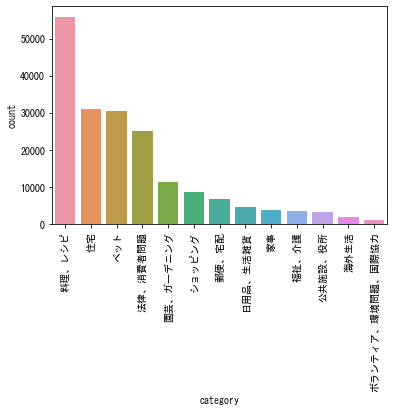 50000
40000
30000
20000
10000
0
count
料理、レシピ
住宅
ペット
法律、消費者問題
園芸、ガーデニング
ショッピング
郵便、宅配
日用品、生活雑貨
家事
福祉、介護
公共施設、役所
海外生活
ボランティア、環境問題、国際協力
category